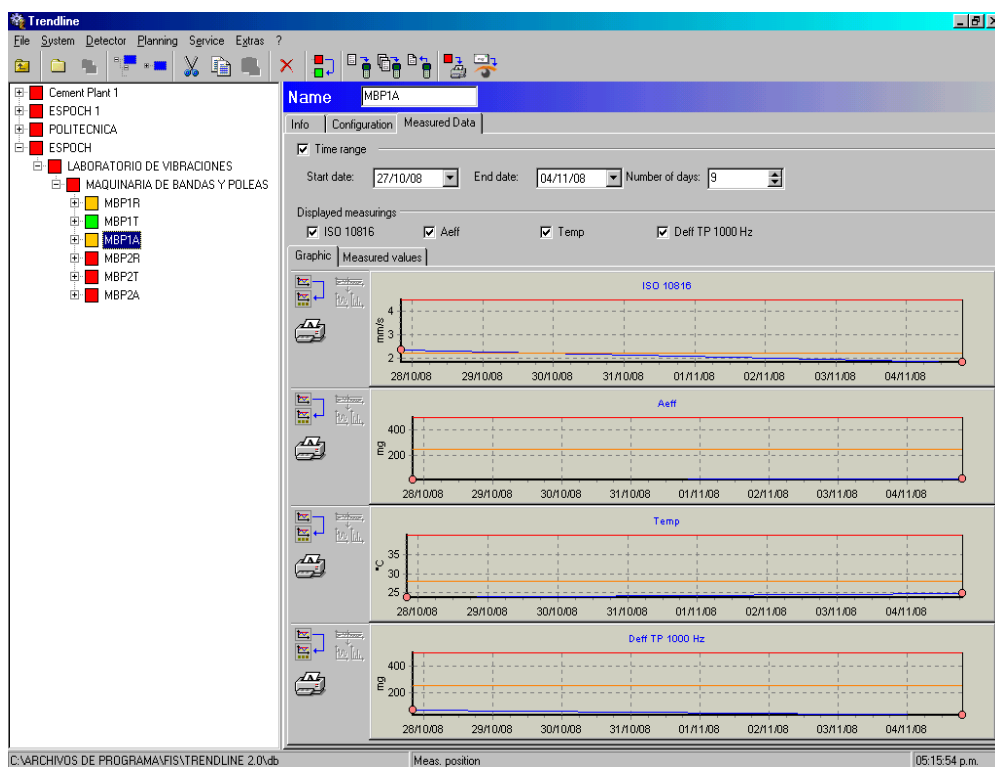 Trendline
File System Detector Planning Service Extras ?
Cement Plant 1
ESPOCH 1
POLITECNICA
ESPOCH
LABORATORIO DE VIBRACIONES
MAQUINARIA DE BANDAS Y POLEAS
MBP1R
MBP1T
MBP1A
MBP2R
MBP2T
MBP2A
Name MBP1A
Info Configuration Measured Data
Time range
Start date: 27/10/08 End date: 04/11/08 Number of days: 9
Displayed measurings
ISO 10816 Aeff Temp Deff TP 1000 Hz
Graphic Measured values
ISO 10816
4
3
2
mm/s
28/10/08 29/10/08 30/10/08 31/10/08 01/11/08 02/11/08 03/11/08 04/11/08
Aeff
400
200
mg
28/10/08 29/10/08 30/10/08 31/10/08 01/11/08 02/11/08 03/11/08 04/11/08
Temp
35
30
25
°C
28/10/08 29/10/08 30/10/08 31/10/08 01/11/08 02/11/08 03/11/08 04/11/08
Deff TP 1000 Hz
400
200
mg
28/10/08 29/10/08 30/10/08 31/10/08 01/11/08 02/11/08 03/11/08 04/11/08
C:\ARCHIVOS DE PROGRAMA\FIS\TRENDLINE 2.0\db Meas. position 05:15:54 p.m.